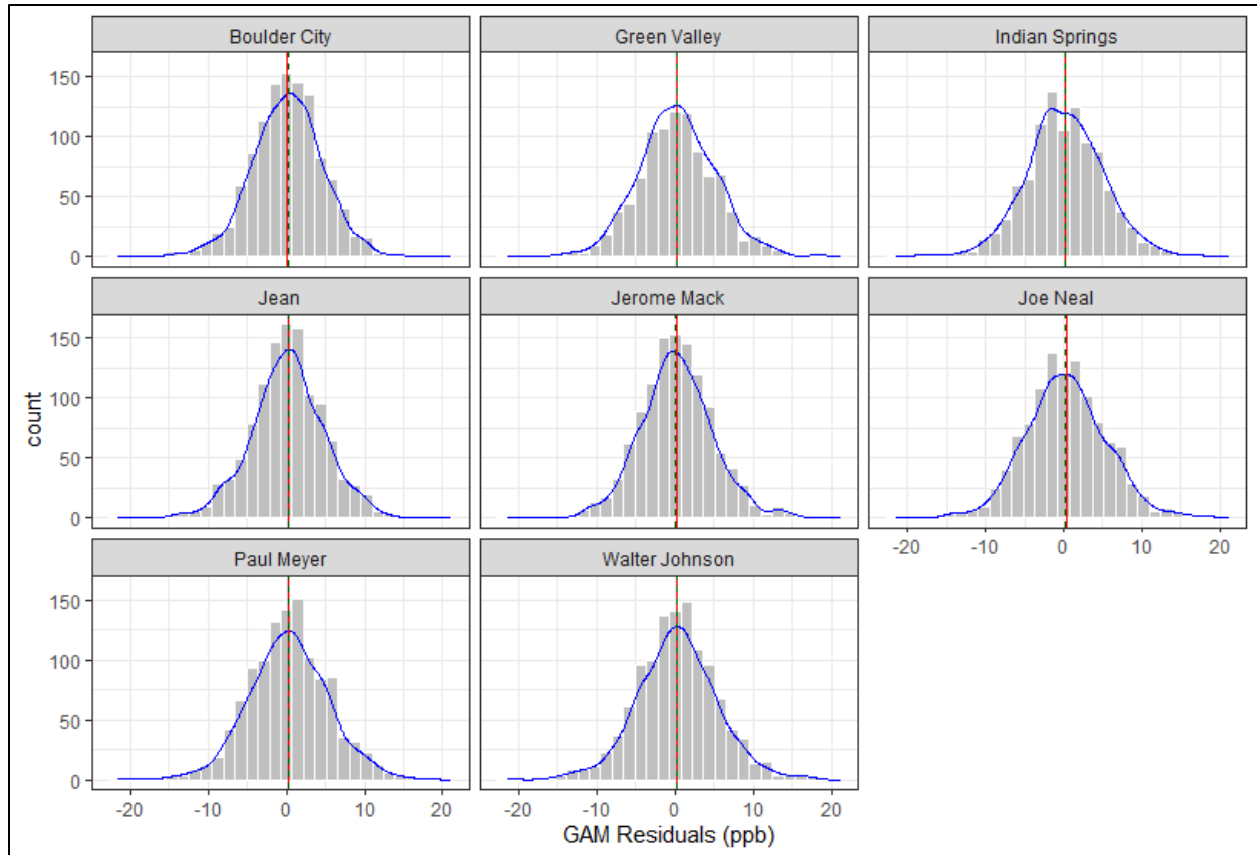 Boulder City
Green Valley
Indian Springs
150
100
50
0
Jean
Jerome Mack
Joe Neal
150
100
50
0
count
-20 -10 0 10 20
Paul Meyer
Walter Johnson
150
100
50
0
-20 -10 0 10 20
-20 -10 0 10 20
GAM Residuals (ppb)